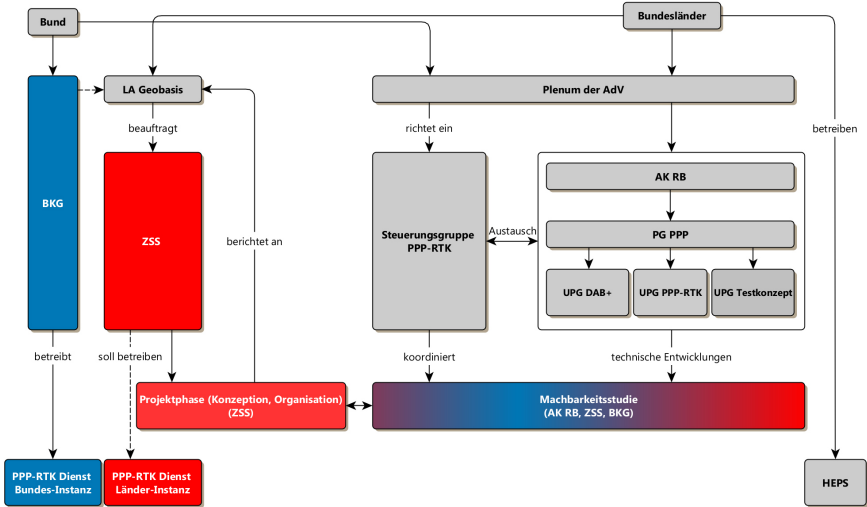 Bund
Bundesländer
LA Geobasis
Plenum der AdV
beauftragt
richtet ein
betreiben
AK RB
BKG
ZSS
berichtet an
Steuerungsgruppe
PPP-RTK
Austausch
PG PPP
UPG DAB+
UPG PPP-RTK
UPG Testkonzept
betreibt
soll betreiben
koordiniert
technische Entwicklungen
Projektphase (Konzeption, Organisation)
(ZSS)
Machbarkeitsstudie
(AK RB, ZSS, BKG)
PPP-RTK Dienst
Bundes-Instanz
PPP-RTK Dienst
Länder-Instanz
HEPS